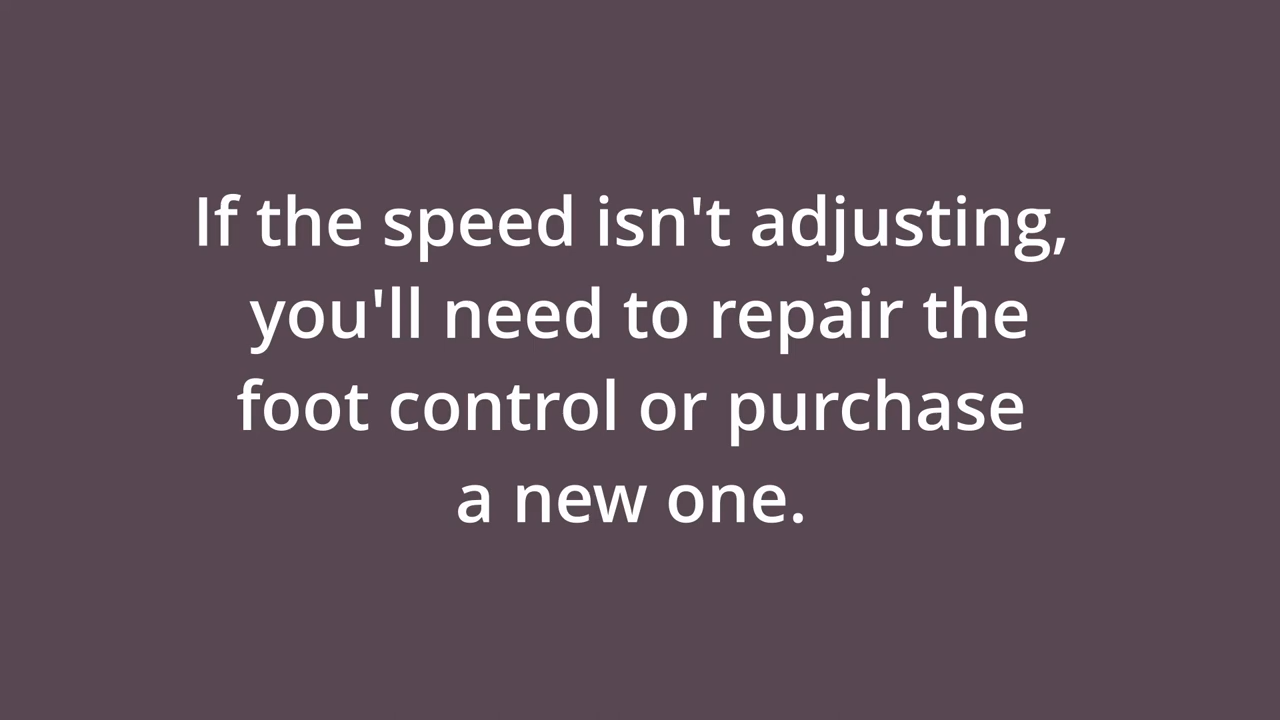 If the speed isn't adjusting,
you'll need to repair the
foot control or purchase
a new one.